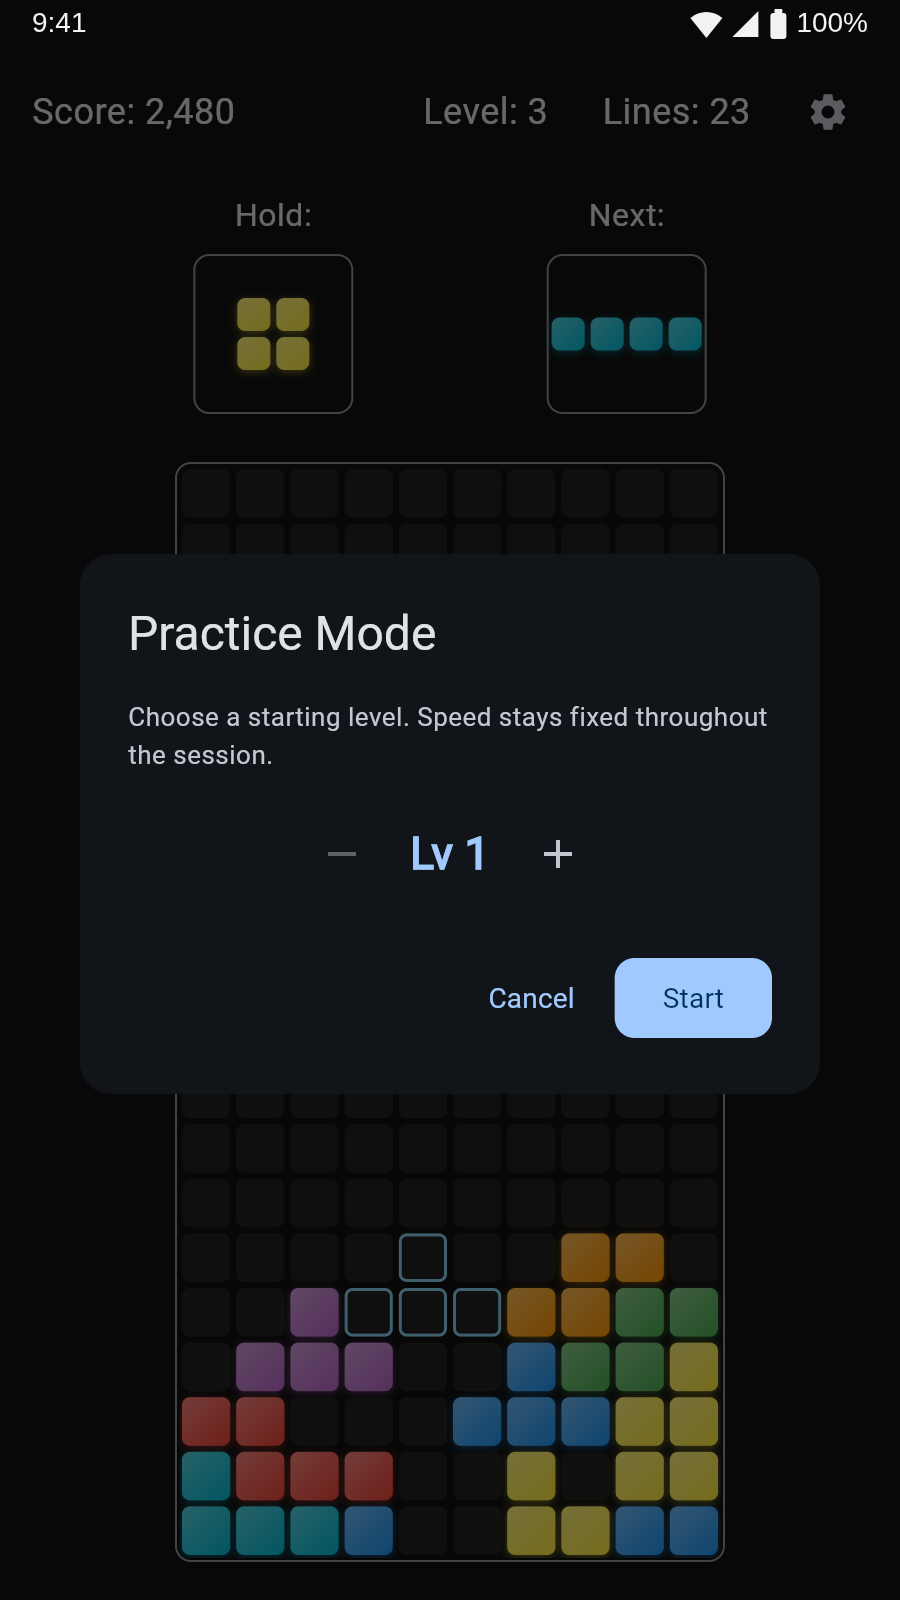 9:41 100%
Score: 2,480 Level: 3 Lines: 23
Hold: Next:
Practice Mode
Choose a starting level. Speed stays fixed throughout
the session.
Lv 1
Cancel Start